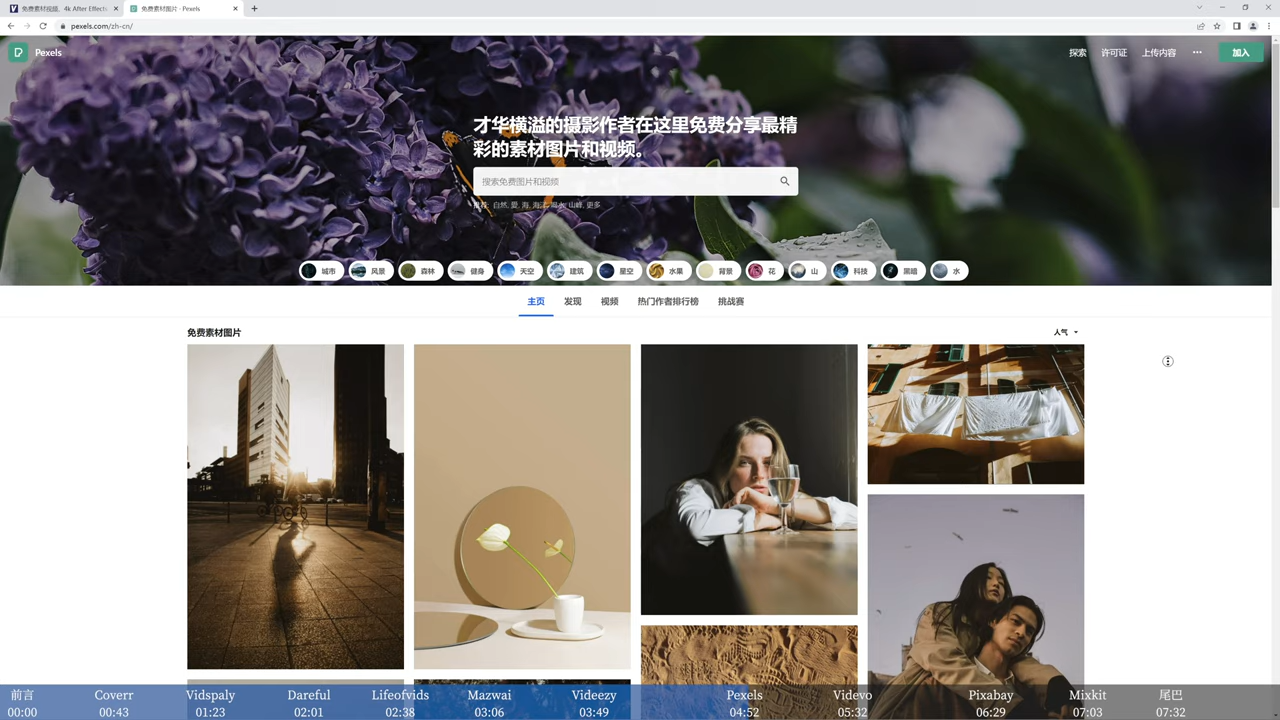 免费素材视频、4k After Effects
免费素材图片 · Pexels
pexels.com/zh-cn/
Pexels
探索 许可证 上传内容 ··· 加入
才华横溢的摄影作者在这里免费分享最精
彩的素材图片和视频。
搜索免费图片和视频
推荐: 自然, 爱, 海, 山峰, 更多
城市 风景 森林 健身 天空 建筑 星空 水果 背景 花 山 科技 黑暗 水
主页 发现 视频 热门作者排行榜 挑战赛
免费素材图片
人气
前言 Coverr Vidspaly Dareful Lifeofvids Mazwai Videezy Pexels Videvo Pixabay Mixkit 尾巴
00:00 00:43 01:23 02:01 02:38 03:06 03:49 04:52 05:32 06:29 07:03 07:32